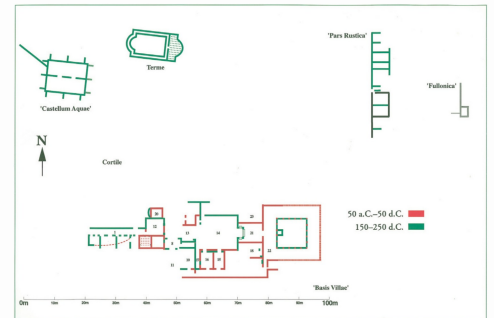 'Pars Rustica'
Terme
'Fullonica'
'Castellum Aquae'
N
Cortile
50 a.C.–50 d.C.
150–250 d.C.
'Basis Villae'
0m 10m 20m 30m 40m 50m 60m 70m 80m 90m 100m